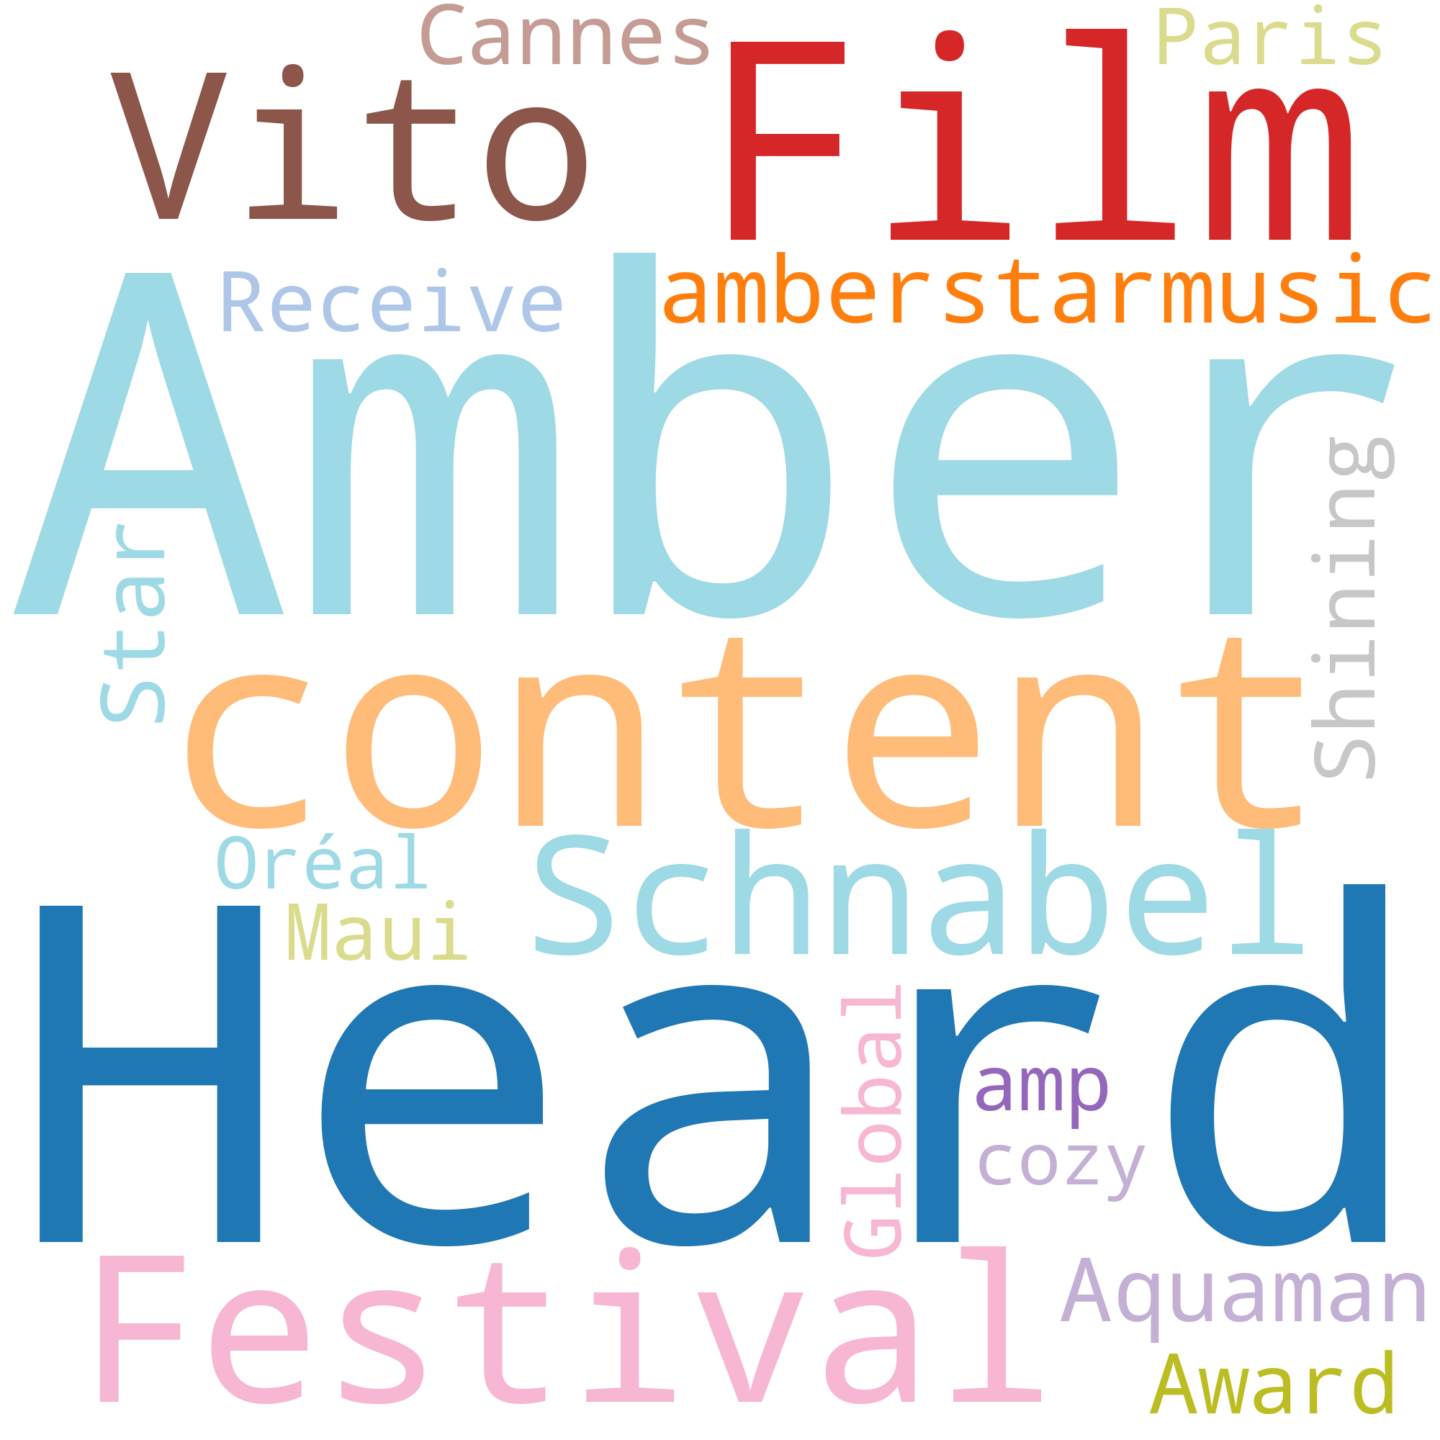 Cannes
Paris
Vito
Film
Receive
amberstarmusic
Amber
Star
Shining
content
Oréal
Schnabel
Maui
Heard
Global
amp
cozy
Festival
Aquaman
Award